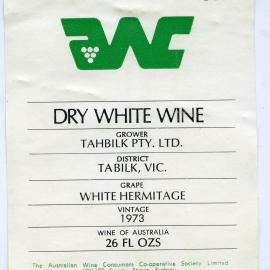 awc
DRY WHITE WINE
GROWER
TAHBILK PTY. LTD.
DISTRICT
TABILK, VIC.
GRAPE
WHITE HERMITAGE
VINTAGE
1973
WINE OF AUSTRALIA
26 FL OZS
The Australian Wine Consumers Co-operative Society Limited